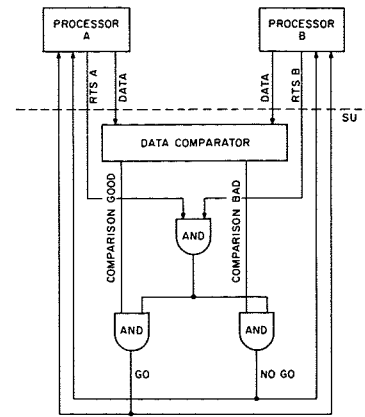 PROCESSOR
A
PROCESSOR
B
RTS A
DATA
DATA
RTS B
SU
DATA COMPARATOR
COMPARISON GOOD
COMPARISON BAD
AND
AND
AND
GO
NO GO